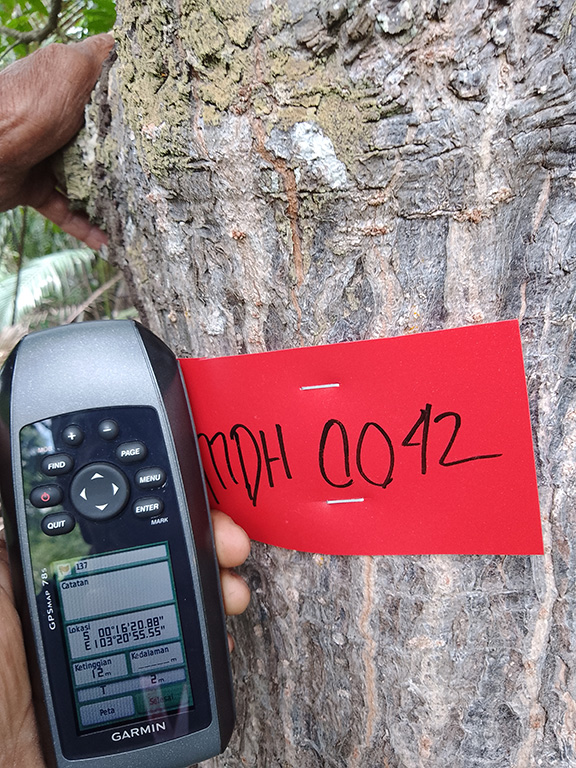 MDH 0042
FIND
PAGE
MENU
QUIT
ENTER
MARK
GPSMAP 78s
137
Catatan
Lokasi
S 00°16'20.88"
E103°20'55.55"
Ketinggian
Kedalaman
12m
m
T
2m
Peta
GARMIN